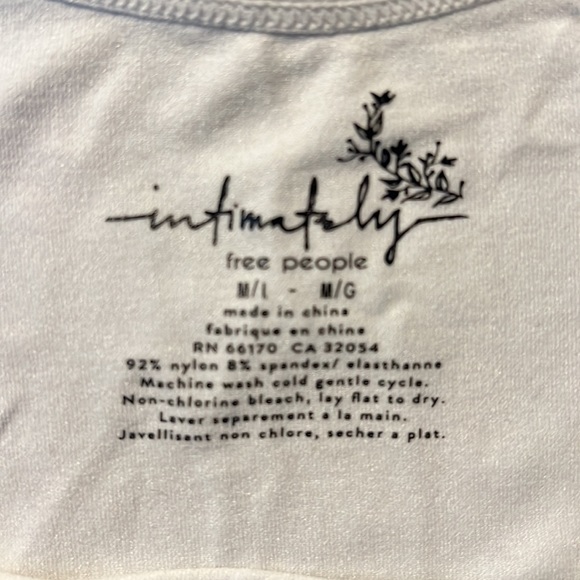 intimately
free people
M/L - M/G
made in china
fabrique en chine
RN 66170 CA 32054
92% nylon 8% spandex/ elasthanne
Machine wash cold gentle cycle.
Non-chlorine bleach, lay flat to dry.
Laver separement a la main.
Javellisant non chlore, secher a plat.